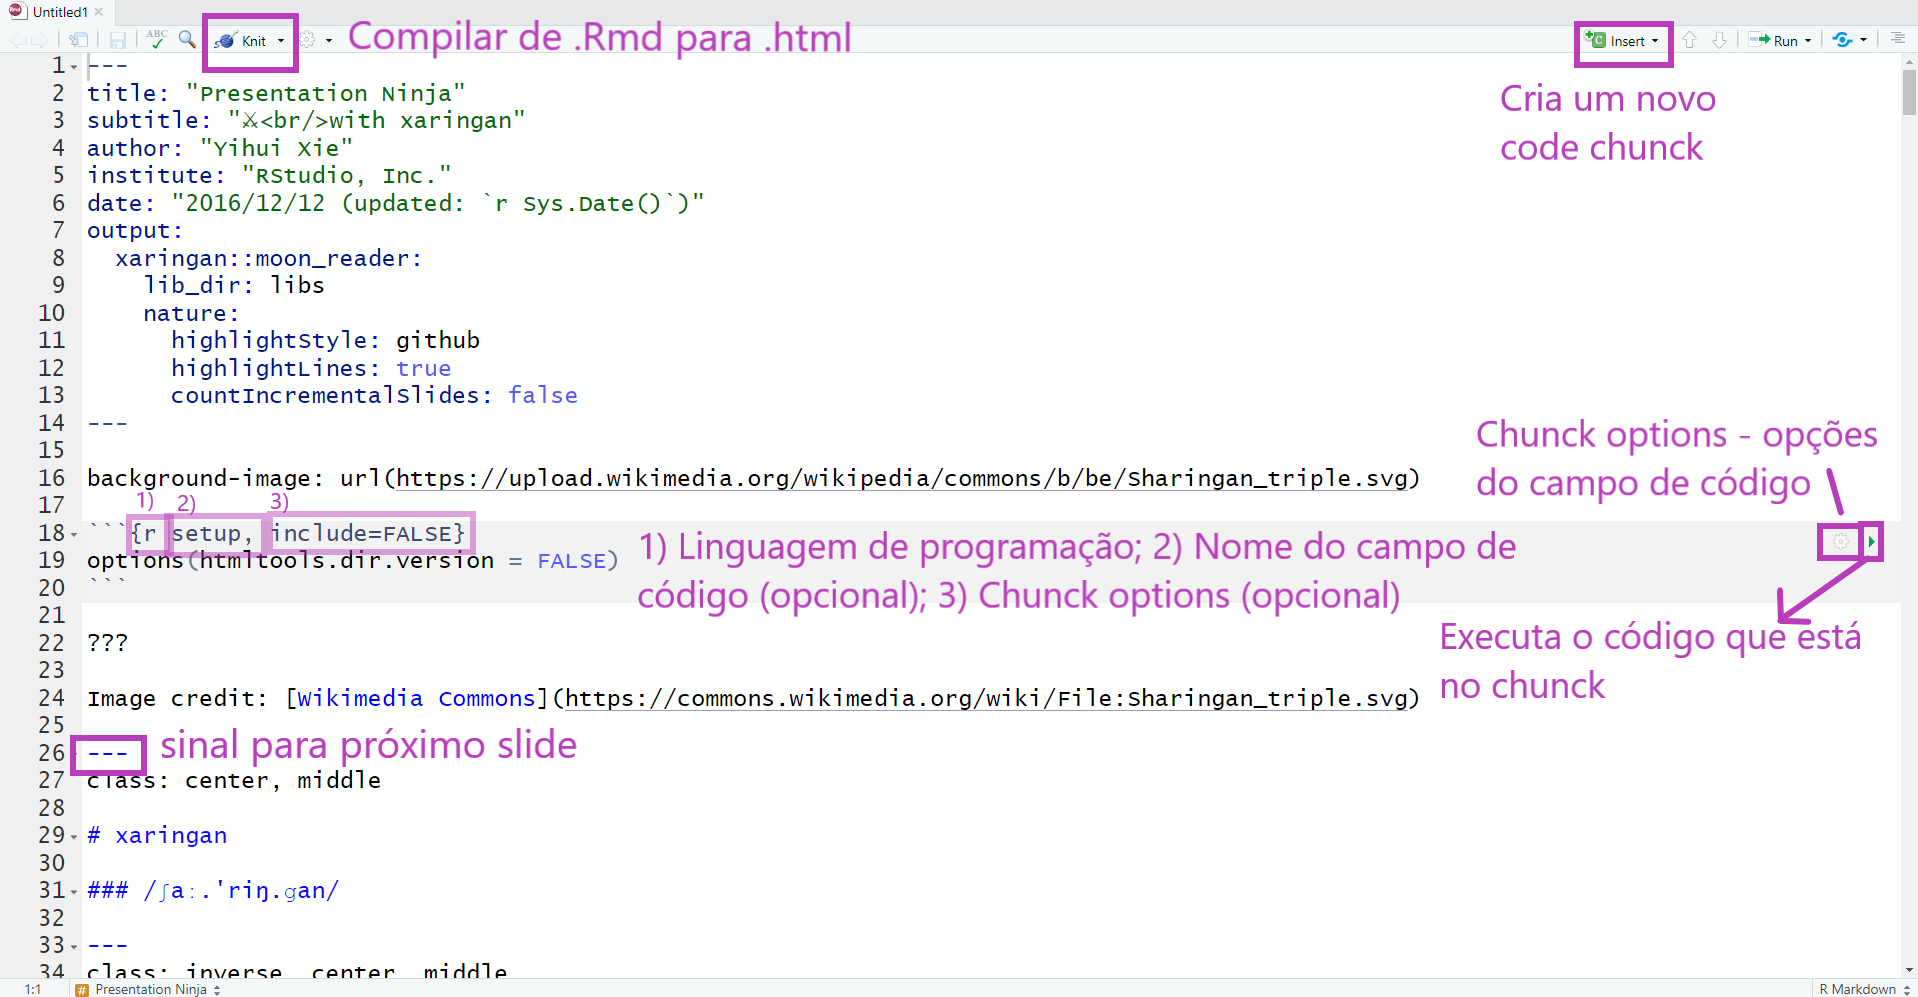 Untitled1
ABC
Knit
Compilar de .Rmd para .html
Insert
Run
Cria um novo
code chunck
1 ---
2 title: "Presentation Ninja"
3 subtitle: "⚔<br/>with xaringan"
4 author: "Yihui Xie"
5 institute: "RStudio, Inc."
6 date: "2016/12/12 (updated: `r Sys.Date()`)"
7 output:
8   xaringan::moon_reader:
9     lib_dir: libs
10     nature:
11       highlightStyle: github
12       highlightLines: true
13       countIncrementalSlides: false
14 ---
15
Chunck options - opções
do campo de código
16 background-image: url(https://upload.wikimedia.org/wikipedia/commons/b/be/Sharingan_triple.svg)
17
1) 2) 3)
18 ```{r setup, include=FALSE}
19 options(htmltools.dir.version = FALSE)
20 ```
1) Linguagem de programação; 2) Nome do campo de
código (opcional); 3) Chunck options (opcional)
21
22 ???
23
Executa o código que está
no chunck
24 Image credit: [Wikimedia Commons](https://commons.wikimedia.org/wiki/File:Sharingan_triple.svg)
25
26 ---
sinal para próximo slide
27 class: center, middle
28
29 # xaringan
30
31 ### /ʃaː.'riŋ.ɡan/
32
33 ---
34 class: inverse, center, middle
1:1
# Presentation Ninja
R Markdown